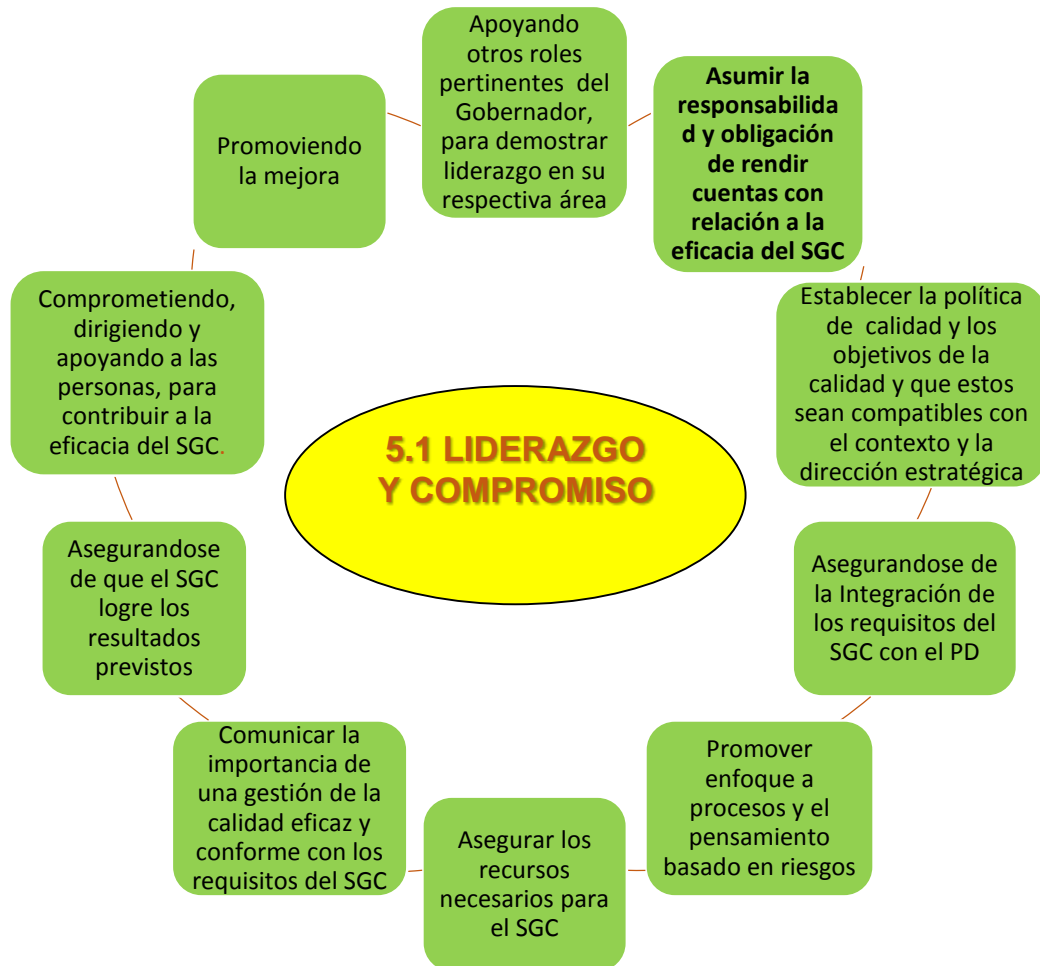 Apoyando
otros roles
pertinentes del
Gobernador,
para demostrar
liderazgo en su
respectiva área
Asumir la
responsabilida
d y obligación
de rendir
cuentas con
relación a la
eficacia del SGC
Establecer la política
de calidad y los
objetivos de la
calidad y que estos
sean compatibles con
el contexto y la
dirección estratégica
Asegurandose de
la Integración de
los requisitos del
SGC con el PD
Promover
enfoque a
procesos y el
pensamiento
basado en riesgos
Asegurar los
recursos
necesarios para
el SGC
Comunicar la
importancia de
una gestión de la
calidad eficaz y
conforme con los
requisitos del SGC
Asegurandose
de que el SGC
logre los
resultados
previstos
Comprometiendo,
dirigiendo y
apoyando a las
personas, para
contribuir a la
eficacia del SGC.
Promoviendo
la mejora
5.1 LIDERAZGO
Y COMPROMISO